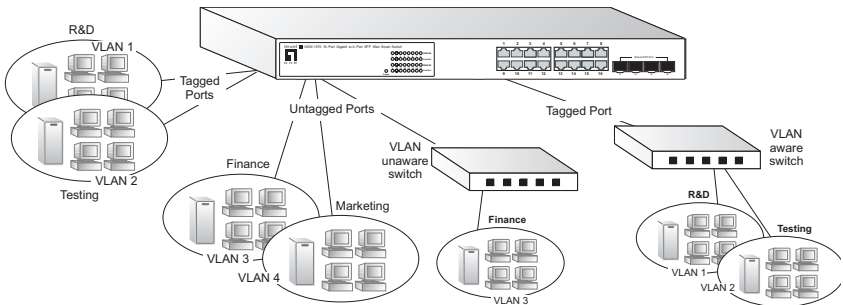 R&D
VLAN 1
Tagged
Ports
VLAN 2
Testing
Untagged Ports
Tagged Port
1 2 3 4 5 6 7 8
9 10 11 12 13 14 15 16
Finance
VLAN 3
Marketing
VLAN 4
VLAN
unaware
switch
Finance
VLAN 3
VLAN
aware
switch
R&D
VLAN 1
Testing
VLAN 2